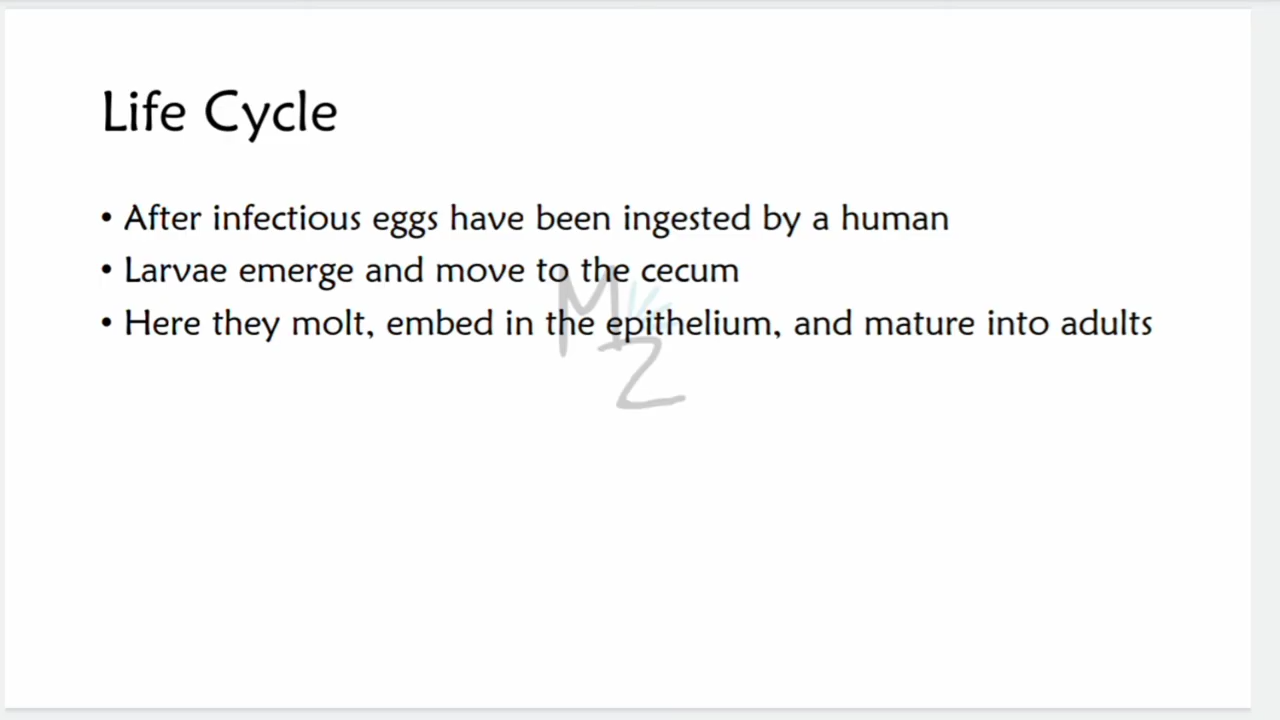 Life Cycle
• After infectious eggs have been ingested by a human
• Larvae emerge and move to the cecum
• Here they molt, embed in the epithelium, and mature into adults